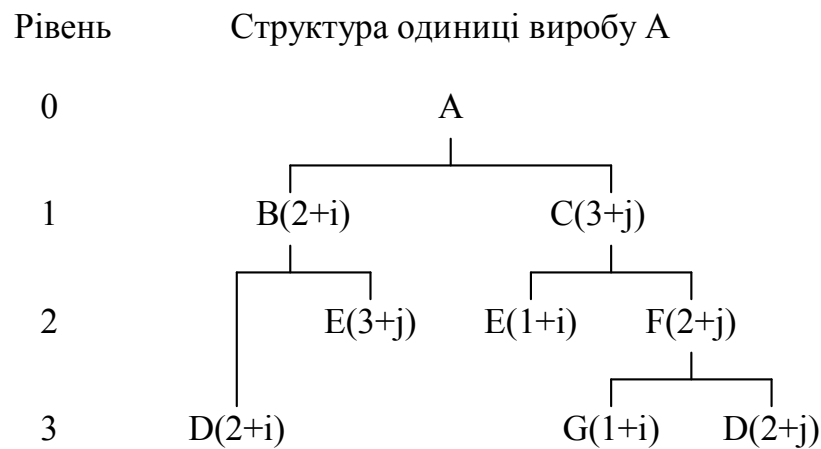 Рівень Структура одиниці виробу А
0 А
1 В(2+i) С(3+j)
2 Е(3+j) Е(1+i) F(2+j)
3 D(2+i) G(1+i) D(2+j)